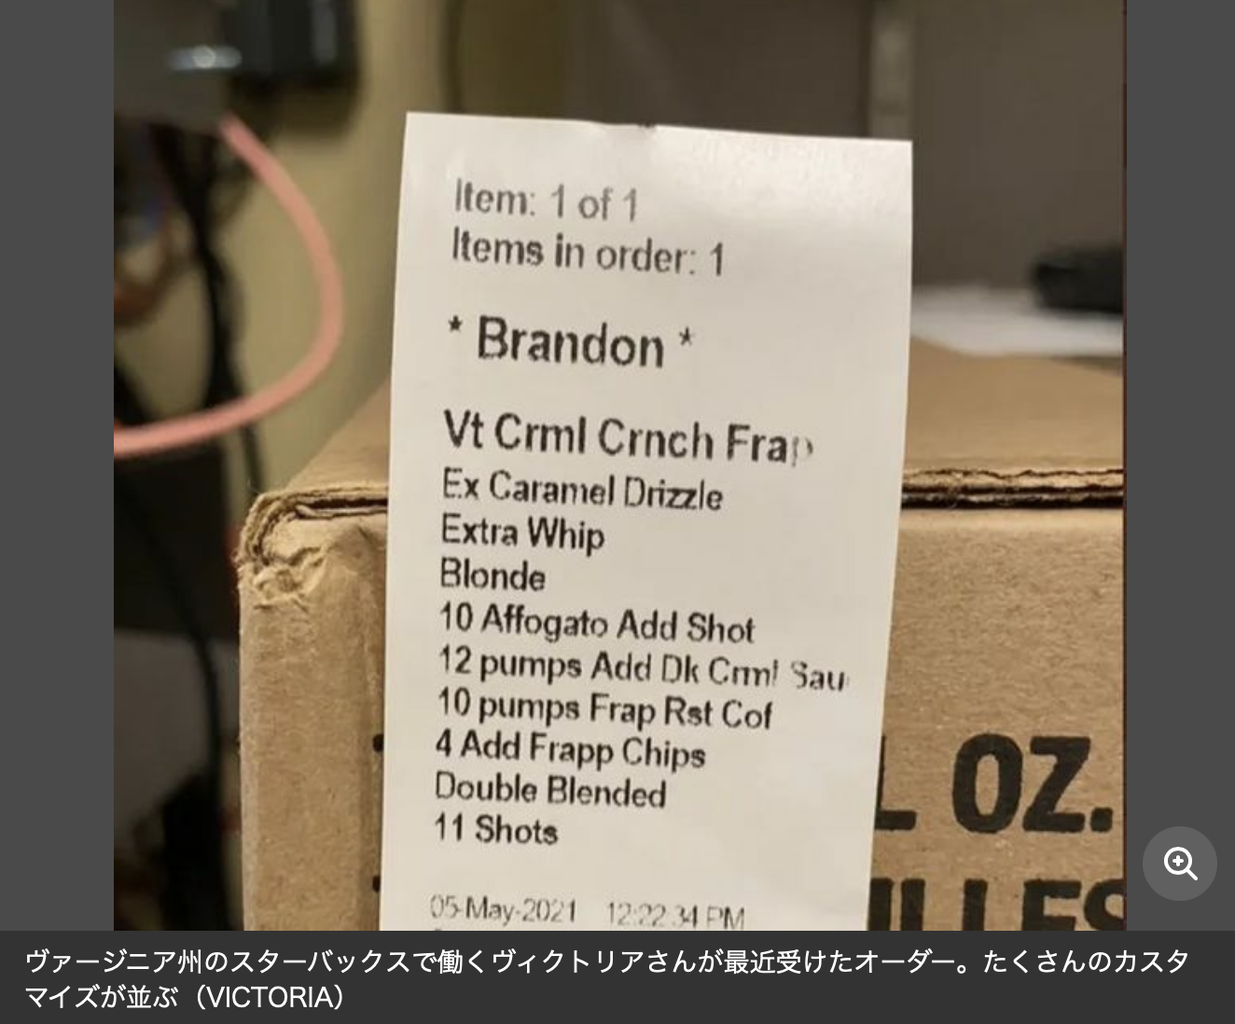 Item: 1 of 1
Items in order: 1
* Brandon *
Vt Crml Crnch Frap
Ex Caramel Drizzle
Extra Whip
Blonde
10 Affogato Add Shot
12 pumps Add Dk Crml Sau
10 pumps Frap Rst Cof
4 Add Frapp Chips
Double Blended
11 Shots
05-May-2021 12:22:34 PM
L OZ.
ヴァージニア州のスターバックスで働くヴィクトリアさんが最近受けたオーダー。たくさんのカスタ
マイズが並ぶ（VICTORIA）